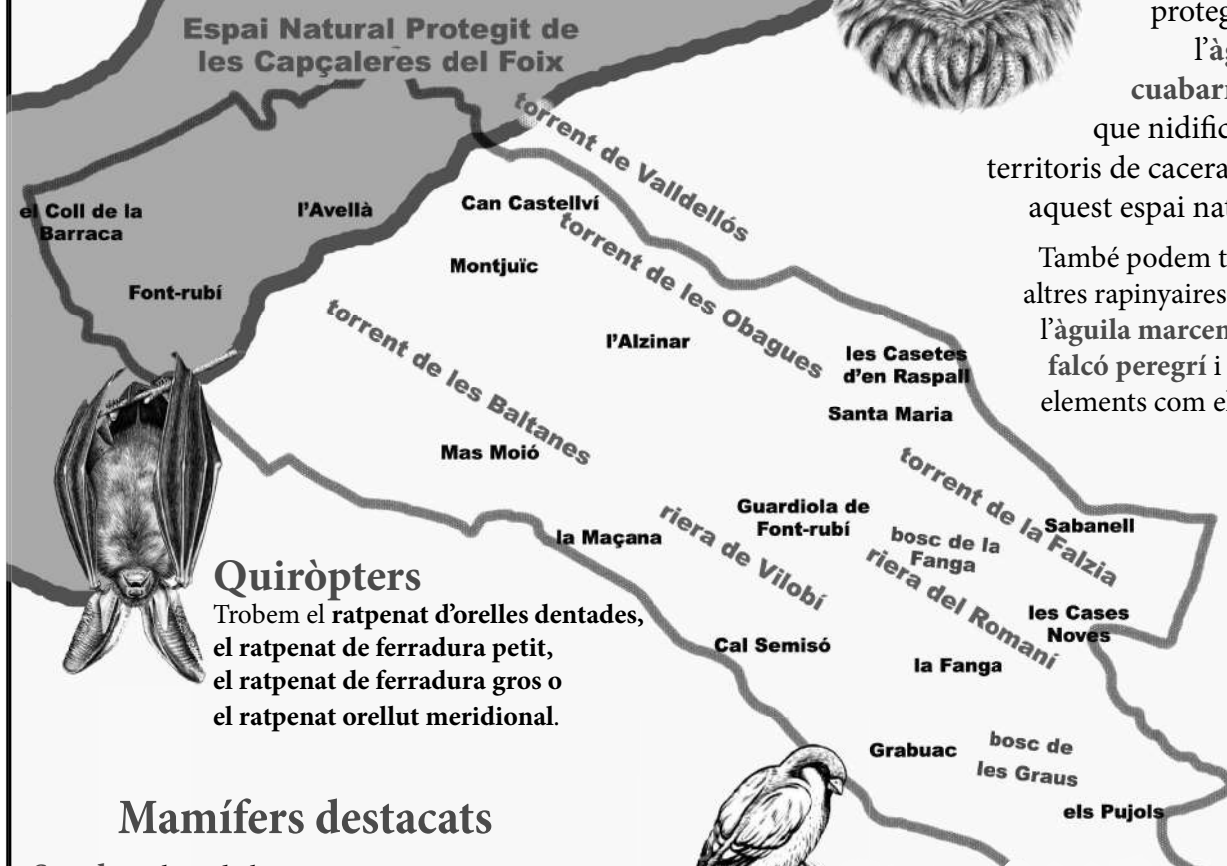 Espai Natural Protegit de
les Capçaleres del Foix
proteg
l'àg
cuabarr
que nidific
territoris de cacera
aquest espai nat
També podem t
altres rapinyaires
l'àguila marcen
falcó peregrí i
elements com e
torrent de Valldellós
el Coll de la
Barraca
l'Avellà
Can Castellví
torrent de les Obagues
Montjuïc
Font-rubí
torrent de les Baltanes
l'Alzinar
les Casetes
d'en Raspall
Santa Maria
Mas Moió
torrent de la Falzia
Guardiola de
Font-rubí
Sabanell
la Maçana
riera de Vilobí
bosc de la
Fanga
riera del Romaní
les Cases
Noves
Cal Semisó
la Fanga
Grabuac
bosc de
les Graus
els Pujols
Quiròpters
Trobem el ratpenat d'orelles dentades,
el ratpenat de ferradura petit,
el ratpenat de ferradura gros o
el ratpenat orellut meridional.
Mamífers destacats